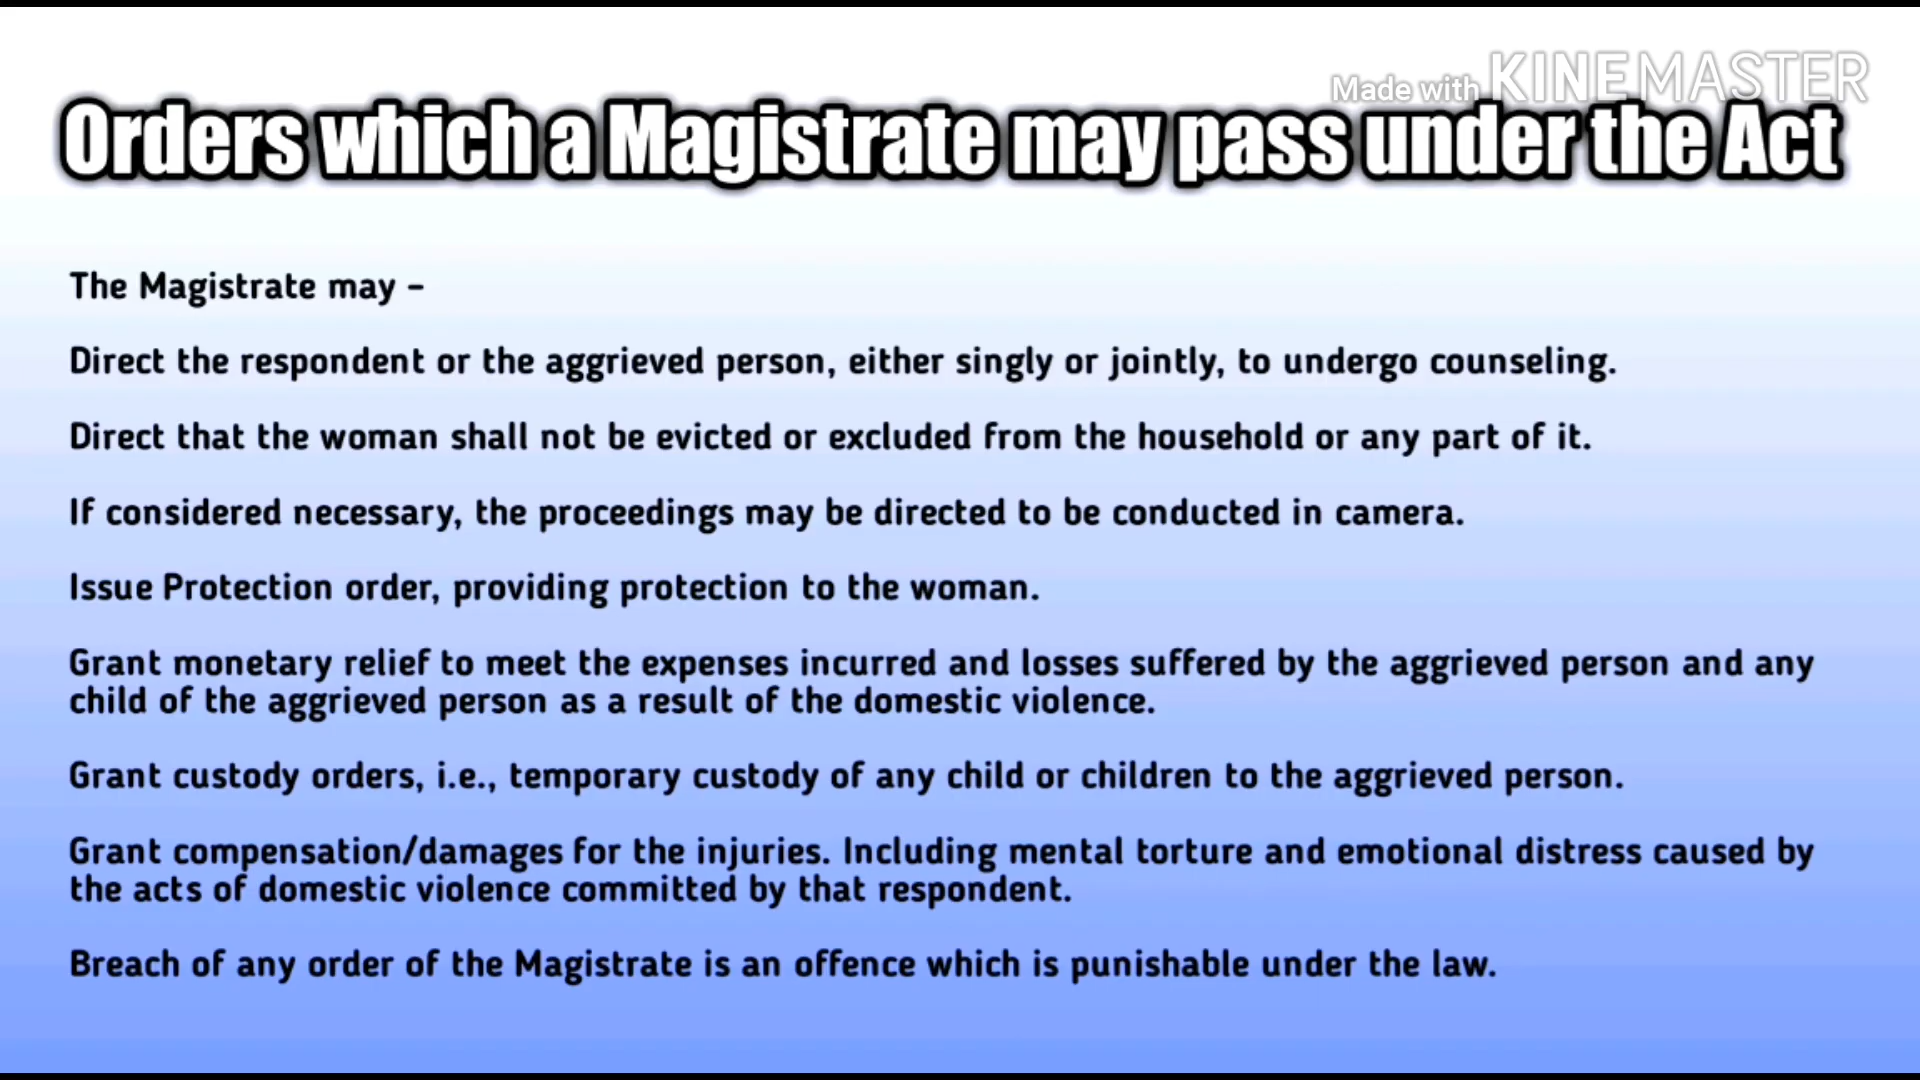 Made with KINEMASTER
Orders which a Magistrate may pass under the Act
The Magistrate may –
Direct the respondent or the aggrieved person, either singly or jointly, to undergo counseling.
Direct that the woman shall not be evicted or excluded from the household or any part of it.
If considered necessary, the proceedings may be directed to be conducted in camera.
Issue Protection order, providing protection to the woman.
Grant monetary relief to meet the expenses incurred and losses suffered by the aggrieved person and any
child of the aggrieved person as a result of the domestic violence.
Grant custody orders, i.e., temporary custody of any child or children to the aggrieved person.
Grant compensation/damages for the injuries. Including mental torture and emotional distress caused by
the acts of domestic violence committed by that respondent.
Breach of any order of the Magistrate is an offence which is punishable under the law.